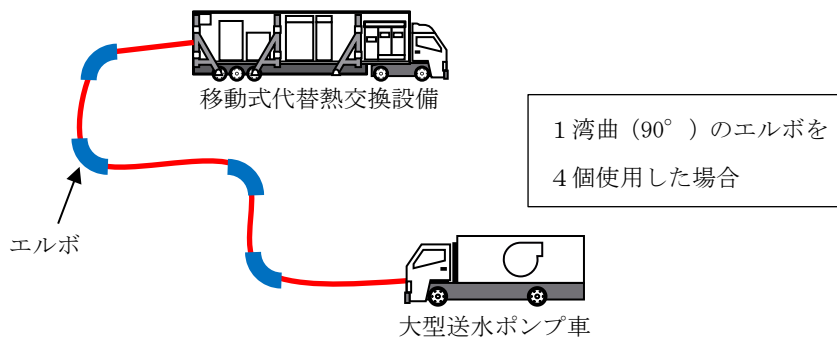 移動式代替熱交換設備
１湾曲（90°）のエルボを
４個使用した場合
エルボ
大型送水ポンプ車